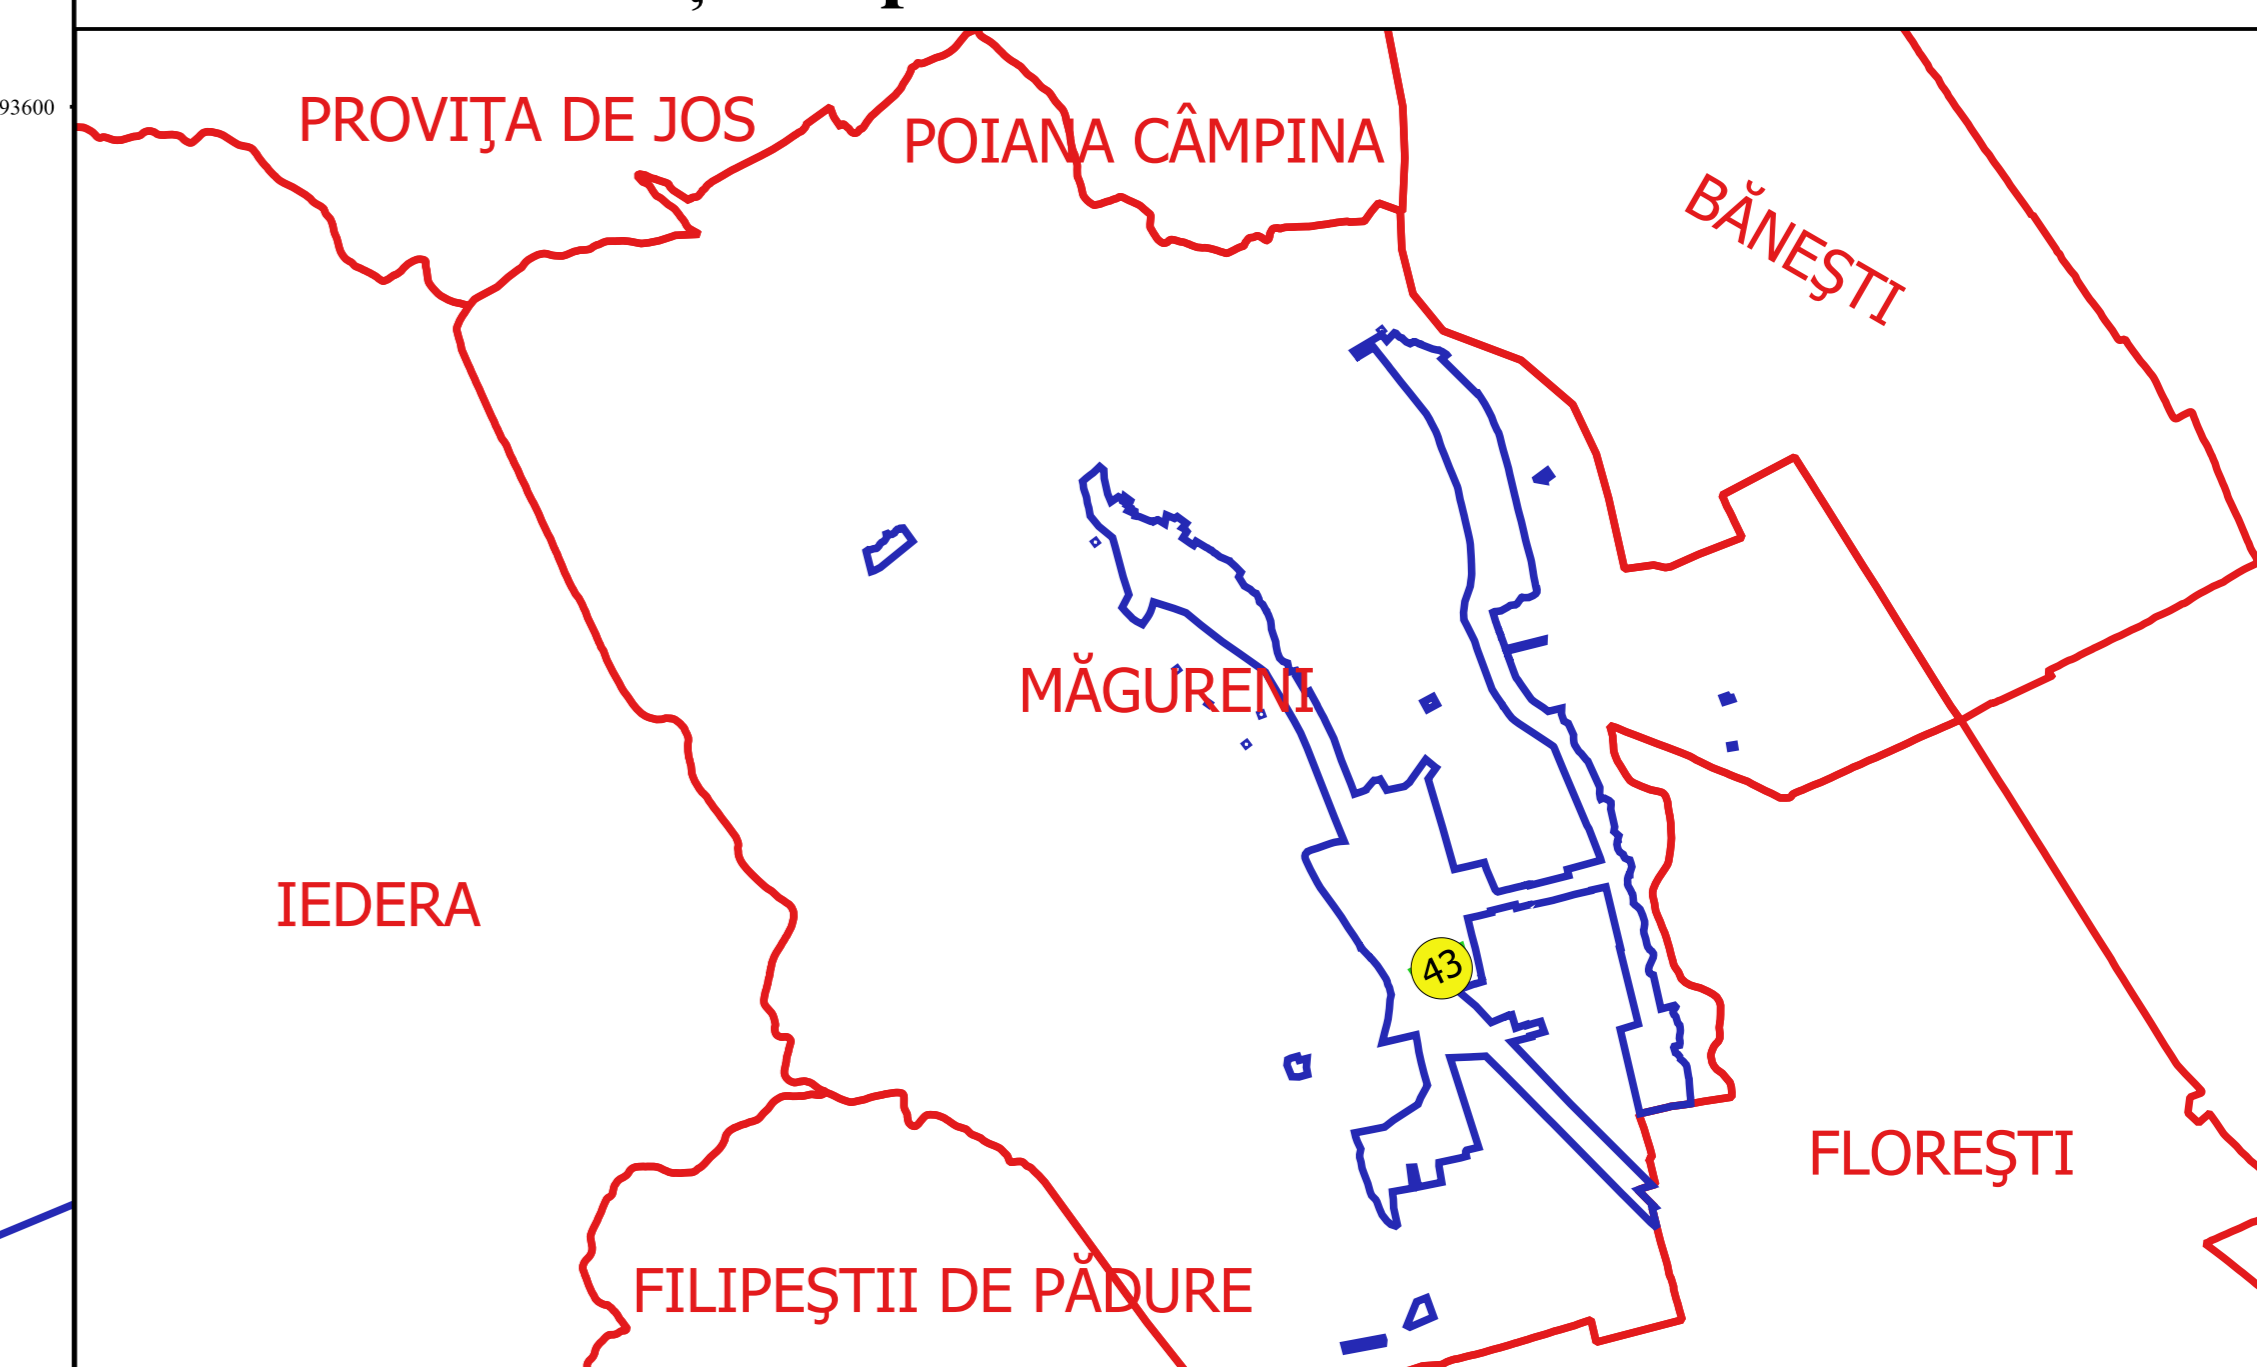 93600
PROVIŢA DE JOS
POIANA CÂMPINA
BĂNEŞTI
MĂGURENI
IEDERA
43
FLOREŞTI
FILIPEŞTII DE PĂDURE